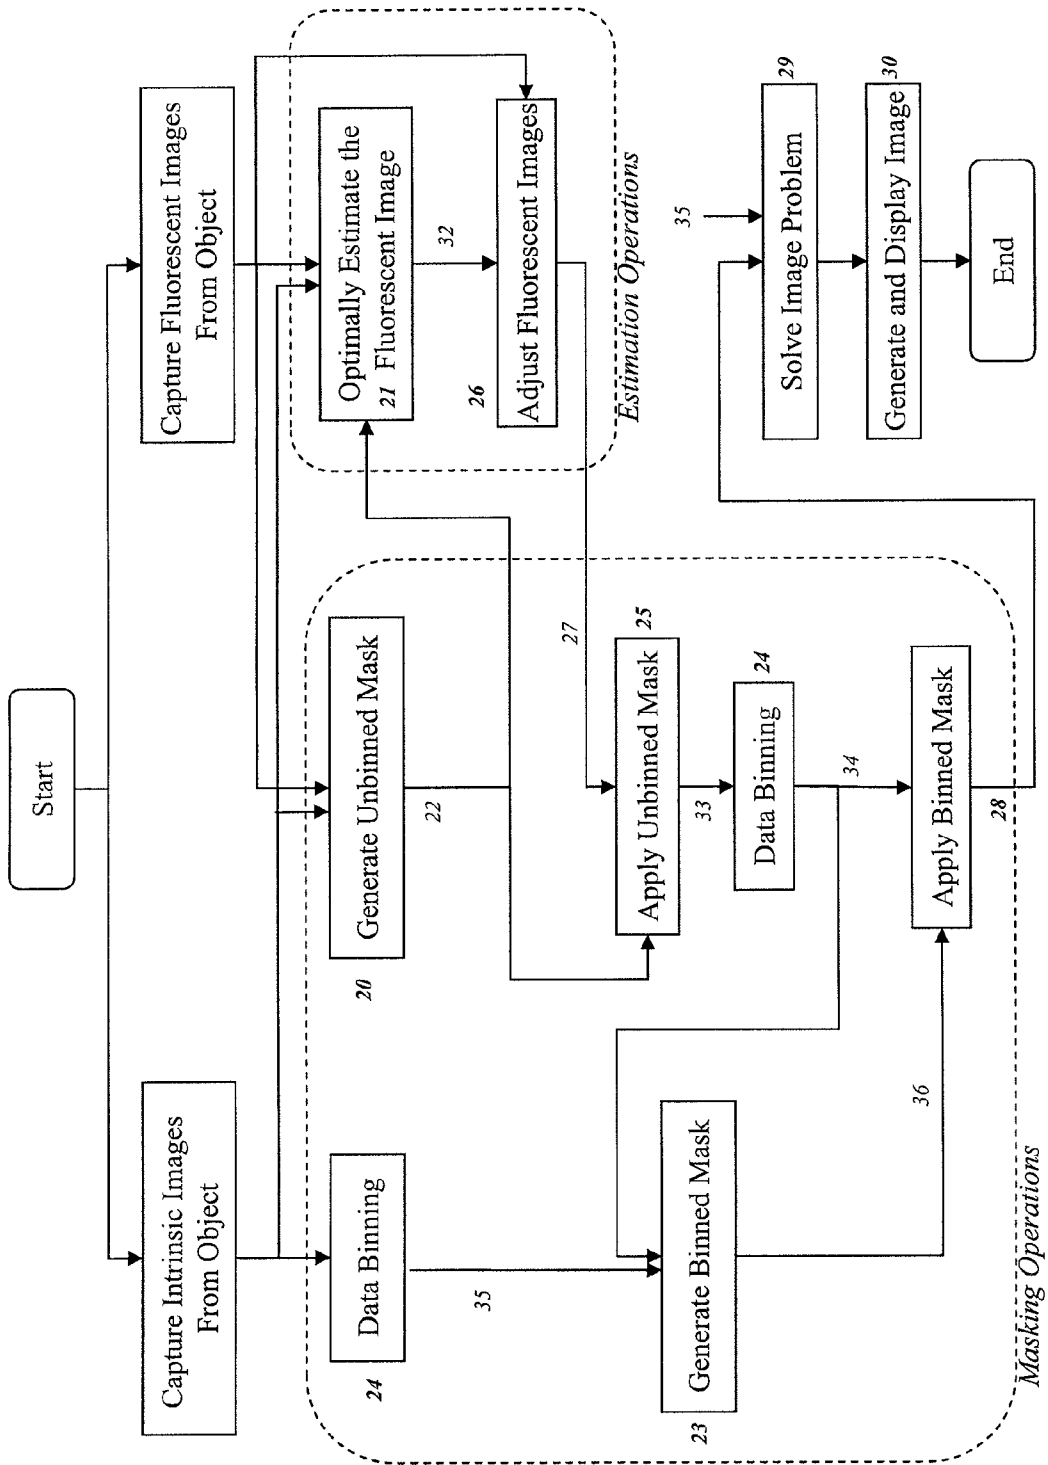 Start
Capture Intrinsic Images
From Object
Capture Fluorescent Images
From Object
24
Data Binning
20
Generate Unbinned Mask
Optimally Estimate the
21 Fluorescent Image
35
22
32
26
Adjust Fluorescent Images
Estimation Operations
27
Apply Unbinned Mask
25
23
Generate Binned Mask
33
Data Binning
24
34
36
Apply Binned Mask
28
Masking Operations
35
Solve Image Problem
29
Generate and Display Image
30
End